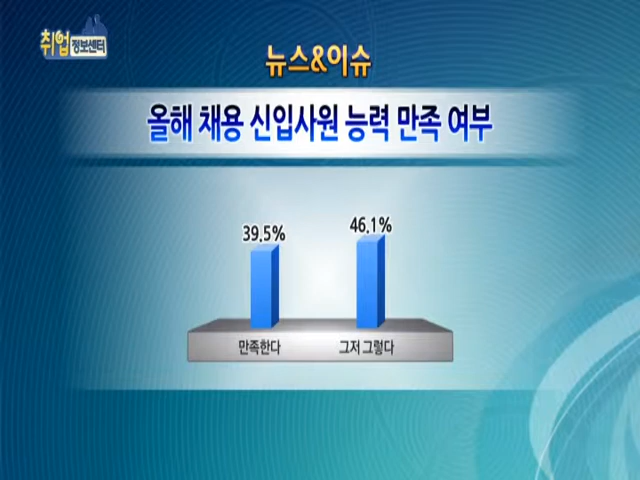 취업 정보센터
뉴스&이슈
올해 채용 신입사원 능력 만족 여부
39.5% 46.1%
만족한다 그저 그렇다